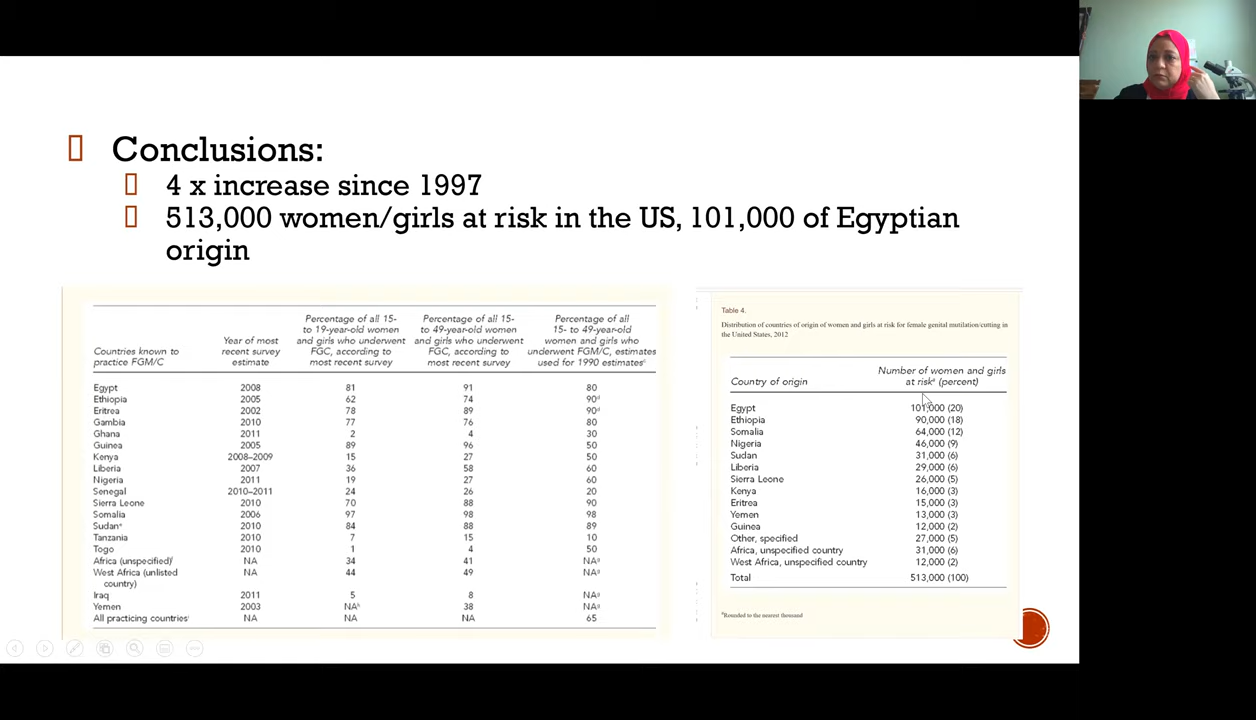 Conclusions:
4 x increase since 1997
513,000 women/girls at risk in the US, 101,000 of Egyptian
origin
Percentage of all 15- Percentage of all 15- Percentage of all
to 19-year-old women to 49-year-old women 15- to 49-year-old
and girls who underwent and girls who underwent women and girls who
Year of most FGC, according to FGC, according to underwent FGM/C, estimates
Countries known to recent survey most recent survey most recent survey used for 1990 estimatesᶜ
practice FGM/C estimate
Egypt 2008 81 91 80
Ethiopia 2005 62 74 90ᵈ
Eritrea 2002 78 89 90ᵈ
Gambia 2010 77 76 80
Ghana 2011 2 4 30
Guinea 2005 89 96 50
Kenya 2008–2009 15 27 50
Liberia 2007 36 58 60
Nigeria 2011 19 27 60
Senegal 2010–2011 24 26 20
Sierra Leone 2010 70 88 90
Somalia 2006 97 98 98
Sudanᵉ 2010 84 88 89
Tanzania 2010 7 15 10
Togo 2010 1 4 50
Africa (unspecified)ᶠ NA 34 41 NAᵍ
West Africa (unlisted NA 44 49 NAᵍ
country)
Iraq 2011 5 8 NAᵍ
Yemen 2003 NAʰ 38 NAᵍ
All practicing countriesⁱ NA NA NA 65
Table 4.
Distribution of countries of origin of women and girls at risk for female genital mutilation/cutting in
the United States, 2012
Number of women and girls
Country of origin at riskᵃ (percent)
Egypt 101,000 (20)
Ethiopia 90,000 (18)
Somalia 64,000 (12)
Nigeria 46,000 (9)
Sudan 31,000 (6)
Liberia 29,000 (6)
Sierra Leone 26,000 (5)
Kenya 16,000 (3)
Eritrea 15,000 (3)
Yemen 13,000 (3)
Guinea 12,000 (2)
Other, specified 27,000 (5)
Africa, unspecified country 31,000 (6)
West Africa, unspecified country 12,000 (2)
Total 513,000 (100)
ᵃRounded to the nearest thousand